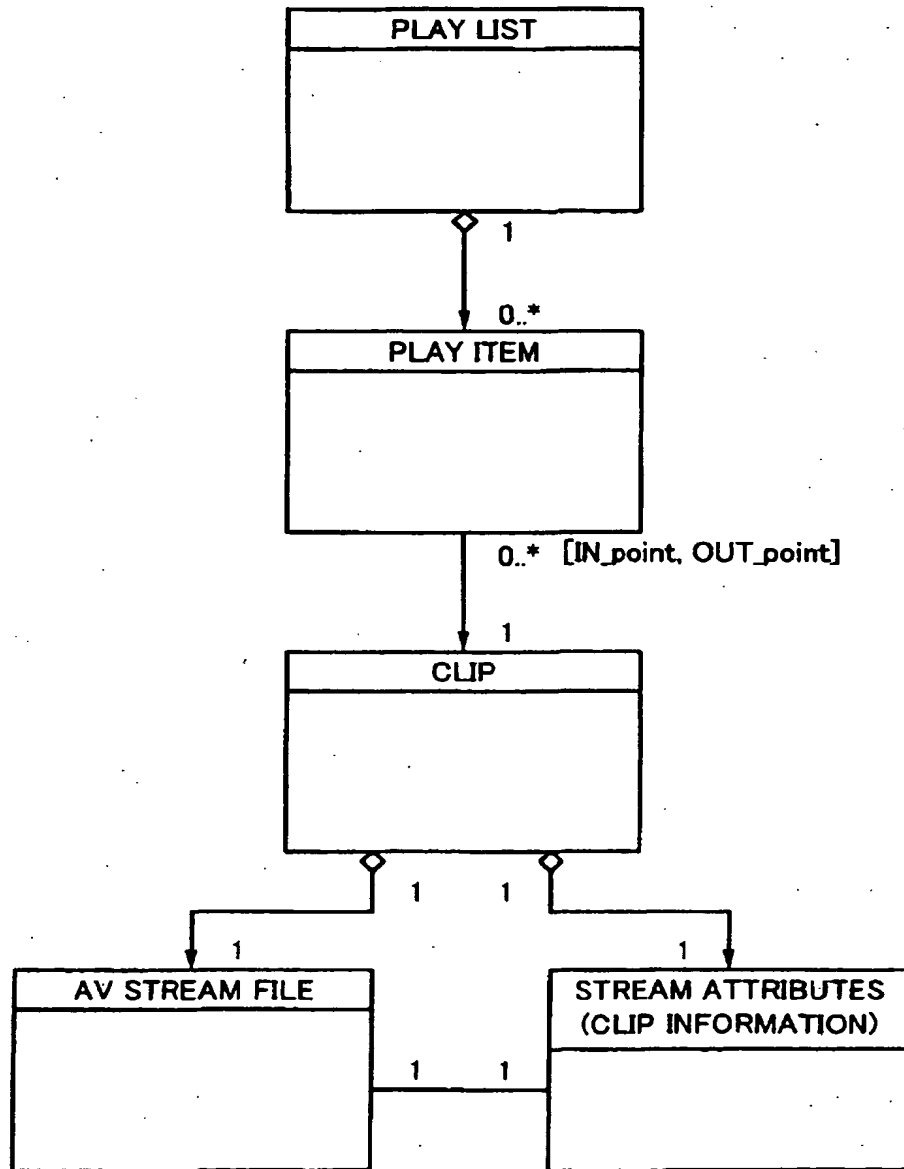 PLAY LIST
1
0..*
PLAY ITEM
0..* [IN_point, OUT_point]
1
CLIP
1 1
1 1
AV STREAM FILE
STREAM ATTRIBUTES
(CLIP INFORMATION)
1 1